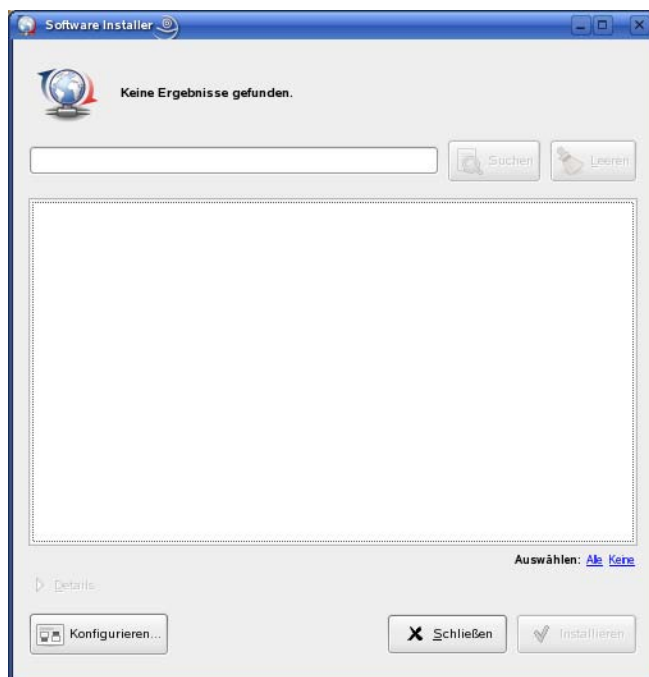 Software Installer
Keine Ergebnisse gefunden.
Suchen
Leeren
Auswählen: Alle Keine
Details
Konfigurieren...
Schließen
Installieren